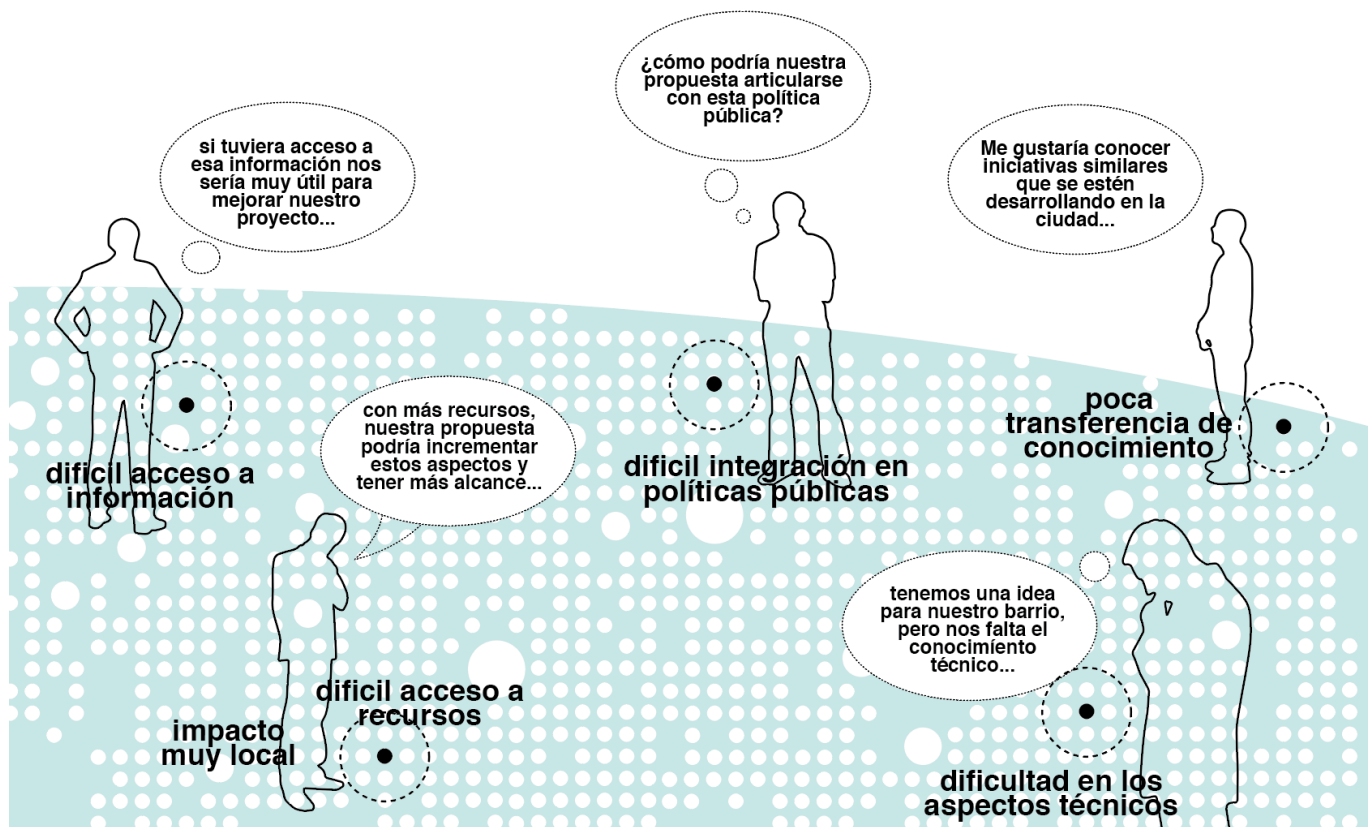 si tuviera acceso a
esa información nos
sería muy útil para
mejorar nuestro
proyecto...
¿cómo podría nuestra
propuesta articularse
con esta política
pública?
Me gustaría conocer
iniciativas similares
que se estén
desarrollando en la
ciudad...
dificil acceso a
información
con más recursos,
nuestra propuesta
podría incrementar
estos aspectos y
tener más alcance...
dificil integración en
políticas públicas
poca
transferencia de
conocimiento
dificil acceso a
recursos
impacto
muy local
tenemos una idea
para nuestro barrio,
pero nos falta el
conocimíento
técnico...
dificultad en los
aspectos técnicos